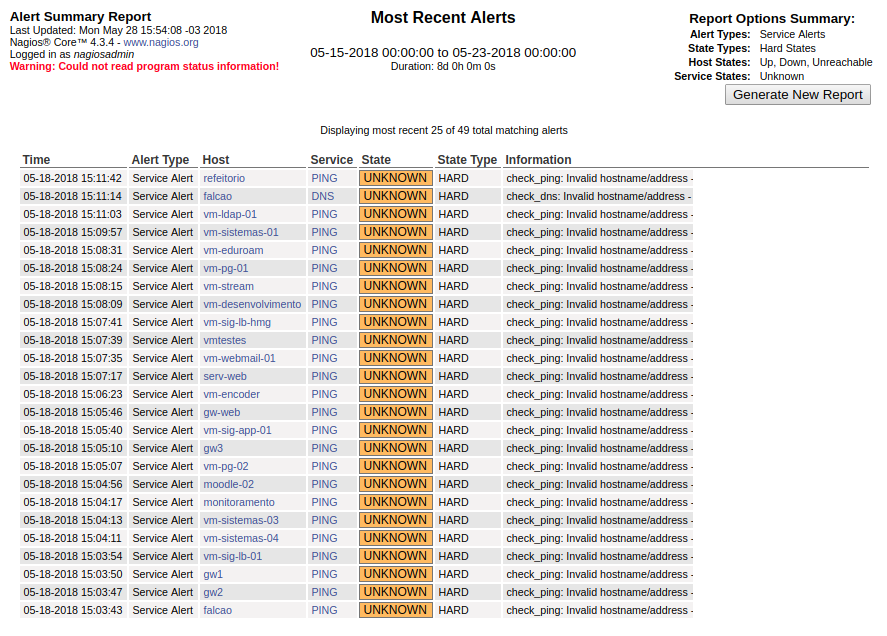 Alert Summary Report
Last Updated: Mon May 28 15:54:08 -03 2018
Nagios® Core™ 4.3.4 - www.nagios.org
Logged in as nagiosadmin
Warning: Could not read program status information!
Most Recent Alerts
05-15-2018 00:00:00 to 05-23-2018 00:00:00
Duration: 8d 0h 0m 0s
Report Options Summary:
Alert Types: Service Alerts
State Types: Hard States
Host States: Up, Down, Unreachable
Service States: Unknown
Generate New Report
Displaying most recent 25 of 49 total matching alerts
Time Alert Type Host Service State State Type Information
05-18-2018 15:11:42 Service Alert refeitorio PING UNKNOWN HARD check_ping: Invalid hostname/address -
05-18-2018 15:11:14 Service Alert falcao DNS UNKNOWN HARD check_dns: Invalid hostname/address -
05-18-2018 15:11:03 Service Alert vm-ldap-01 PING UNKNOWN HARD check_ping: Invalid hostname/address -
05-18-2018 15:09:57 Service Alert vm-sistemas-01 PING UNKNOWN HARD check_ping: Invalid hostname/address -
05-18-2018 15:08:31 Service Alert vm-eduroam PING UNKNOWN HARD check_ping: Invalid hostname/address -
05-18-2018 15:08:24 Service Alert vm-pg-01 PING UNKNOWN HARD check_ping: Invalid hostname/address -
05-18-2018 15:08:15 Service Alert vm-stream PING UNKNOWN HARD check_ping: Invalid hostname/address -
05-18-2018 15:08:09 Service Alert vm-desenvolvimento PING UNKNOWN HARD check_ping: Invalid hostname/address -
05-18-2018 15:07:41 Service Alert vm-sig-lb-hmg PING UNKNOWN HARD check_ping: Invalid hostname/address -
05-18-2018 15:07:39 Service Alert vmtestes PING UNKNOWN HARD check_ping: Invalid hostname/address -
05-18-2018 15:07:35 Service Alert vm-webmail-01 PING UNKNOWN HARD check_ping: Invalid hostname/address -
05-18-2018 15:07:17 Service Alert serv-web PING UNKNOWN HARD check_ping: Invalid hostname/address -
05-18-2018 15:06:23 Service Alert vm-encoder PING UNKNOWN HARD check_ping: Invalid hostname/address -
05-18-2018 15:05:46 Service Alert gw-web PING UNKNOWN HARD check_ping: Invalid hostname/address -
05-18-2018 15:05:40 Service Alert vm-sig-app-01 PING UNKNOWN HARD check_ping: Invalid hostname/address -
05-18-2018 15:05:10 Service Alert gw3 PING UNKNOWN HARD check_ping: Invalid hostname/address -
05-18-2018 15:05:07 Service Alert vm-pg-02 PING UNKNOWN HARD check_ping: Invalid hostname/address -
05-18-2018 15:04:56 Service Alert moodle-02 PING UNKNOWN HARD check_ping: Invalid hostname/address -
05-18-2018 15:04:17 Service Alert monitoramento PING UNKNOWN HARD check_ping: Invalid hostname/address -
05-18-2018 15:04:13 Service Alert vm-sistemas-03 PING UNKNOWN HARD check_ping: Invalid hostname/address -
05-18-2018 15:04:11 Service Alert vm-sistemas-04 PING UNKNOWN HARD check_ping: Invalid hostname/address -
05-18-2018 15:03:54 Service Alert vm-sig-lb-01 PING UNKNOWN HARD check_ping: Invalid hostname/address -
05-18-2018 15:03:50 Service Alert gw1 PING UNKNOWN HARD check_ping: Invalid hostname/address -
05-18-2018 15:03:47 Service Alert gw2 PING UNKNOWN HARD check_ping: Invalid hostname/address -
05-18-2018 15:03:43 Service Alert falcao PING UNKNOWN HARD check_ping: Invalid hostname/address -